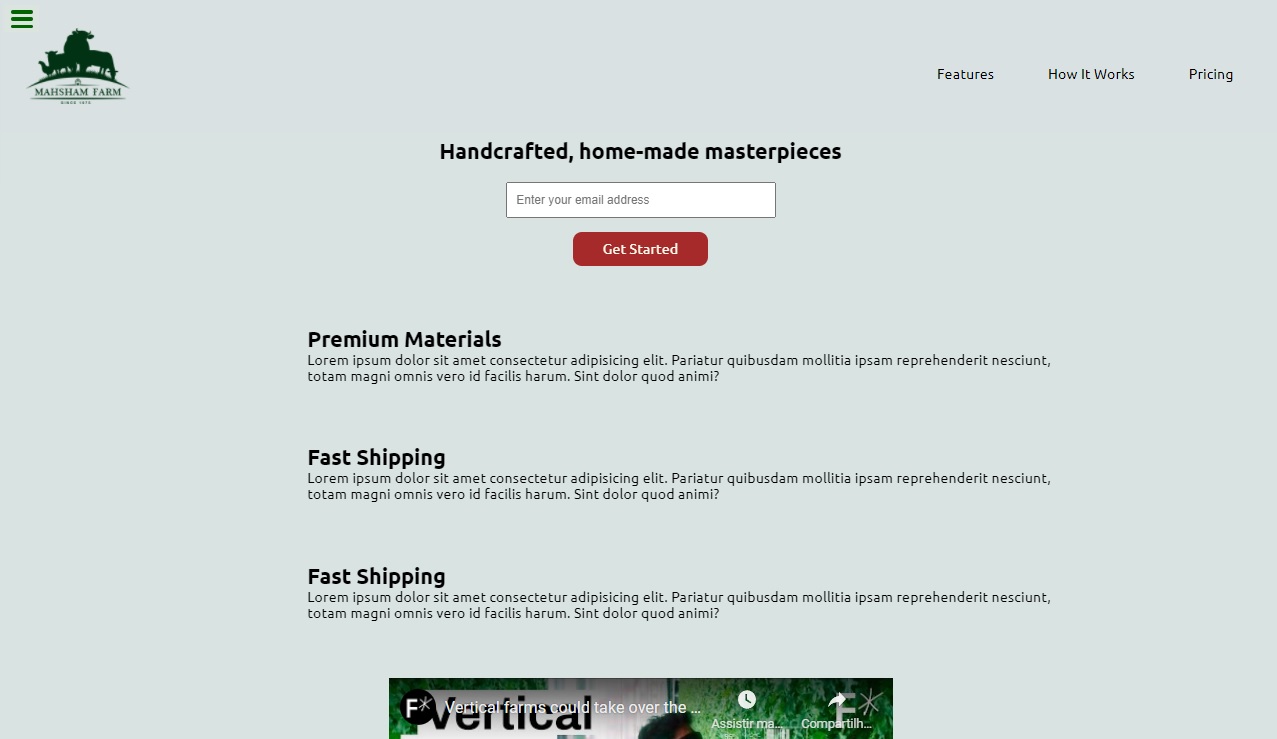 MAHSHAM FARM
Features
How It Works
Pricing
Handcrafted, home-made masterpieces
Enter your email address
Get Started
Premium Materials
Lorem ipsum dolor sit amet consectetur adipisicing elit. Pariatur quibusdam mollitia ipsam reprehenderit nesciunt,
totam magni omnis vero id facilis harum. Sint dolor quod animi?
Fast Shipping
Lorem ipsum dolor sit amet consectetur adipisicing elit. Pariatur quibusdam mollitia ipsam reprehenderit nesciunt,
totam magni omnis vero id facilis harum. Sint dolor quod animi?
Fast Shipping
Lorem ipsum dolor sit amet consectetur adipisicing elit. Pariatur quibusdam mollitia ipsam reprehenderit nesciunt,
totam magni omnis vero id facilis harum. Sint dolor quod animi?
F*
Vertical farms could take over the ...
Vertical
Assistir ma...
Compartilh...
F*